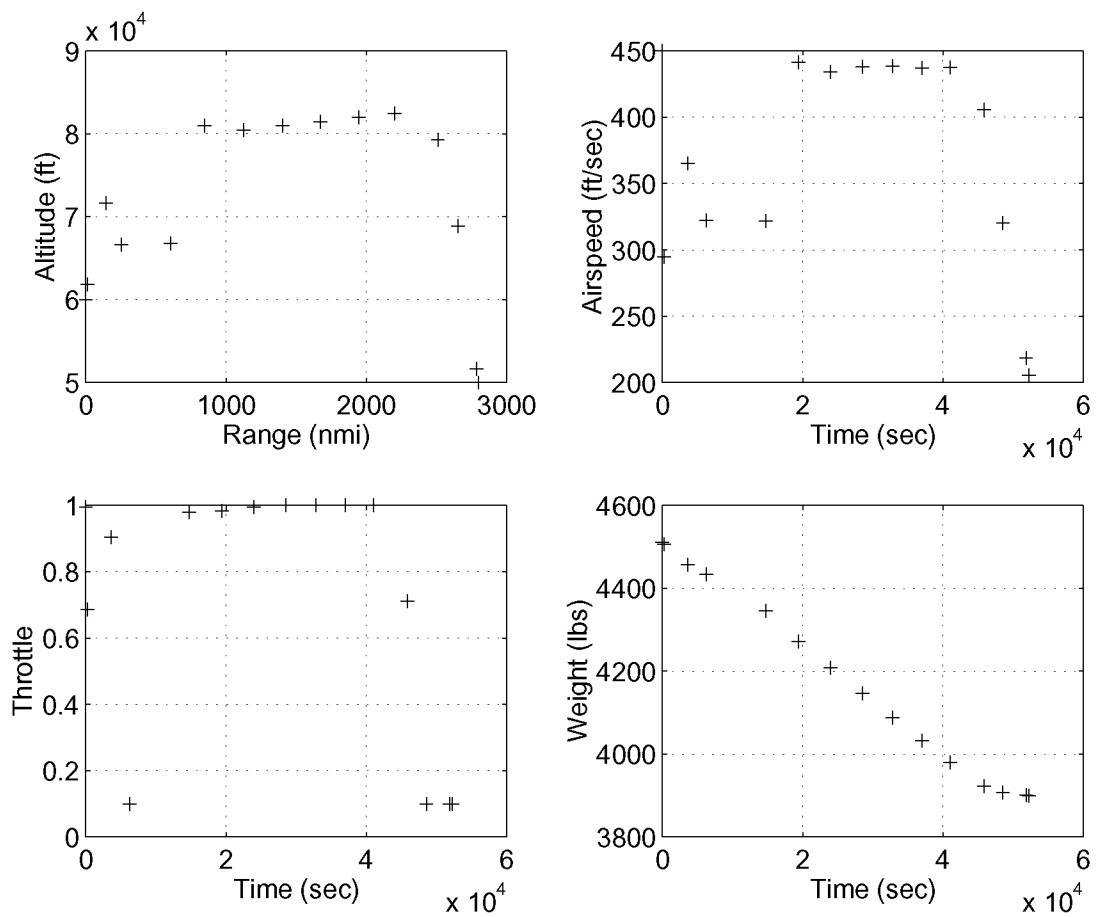 x 10^4
9
8
7
6
5
Altitude (ft)
0 1000 2000 3000
Range (nmi)
450
400
350
300
250
200
Airspeed (ft/sec)
0 2 4 6
Time (sec)
x 10^4
1
0.8
0.6
0.4
0.2
0
Throttle
0 2 4 6
Time (sec)
x 10^4
4600
4400
4200
4000
3800
Weight (lbs)
0 2 4 6
Time (sec)
x 10^4